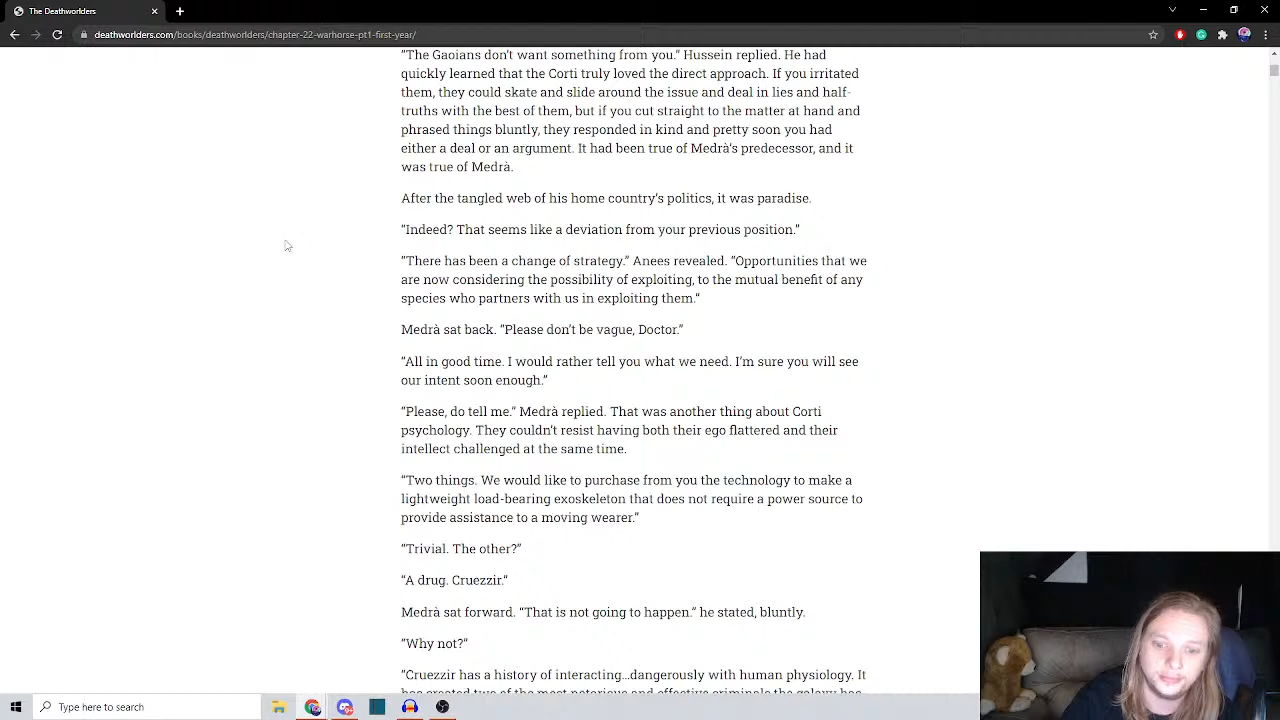 The Deathworlders
deathworlders.com/books/deathworlders/chapter-22-warhorse-pt1-first-year/
“The Gaoians don’t want something from you.” Hussein replied. He had
quickly learned that the Corti truly loved the direct approach. If you irritated
them, they could skate and slide around the issue and deal in lies and half-
truths with the best of them, but if you cut straight to the matter at hand and
phrased things bluntly, they responded in kind and pretty soon you had
either a deal or an argument. It had been true of Medrà’s predecessor, and it
was true of Medrà.
After the tangled web of his home country’s politics, it was paradise.
“Indeed? That seems like a deviation from your previous position.”
“There has been a change of strategy.” Anees revealed. “Opportunities that we
are now considering the possibility of exploiting, to the mutual benefit of any
species who partners with us in exploiting them.”
Medrà sat back. “Please don’t be vague, Doctor.”
“All in good time. I would rather tell you what we need. I’m sure you will see
our intent soon enough.”
“Please, do tell me.” Medrà replied. That was another thing about Corti
psychology. They couldn’t resist having both their ego flattered and their
intellect challenged at the same time.
“Two things. We would like to purchase from you the technology to make a
lightweight load-bearing exoskeleton that does not require a power source to
provide assistance to a moving wearer.”
“Trivial. The other?”
“A drug. Cruezzir.”
Medrà sat forward. “That is not going to happen.” he stated, bluntly.
“Why not?”
“Cruezzir has a history of interacting…dangerously with human physiology. It
has created two of the most notorious and effective criminals the galaxy has
Type here to search